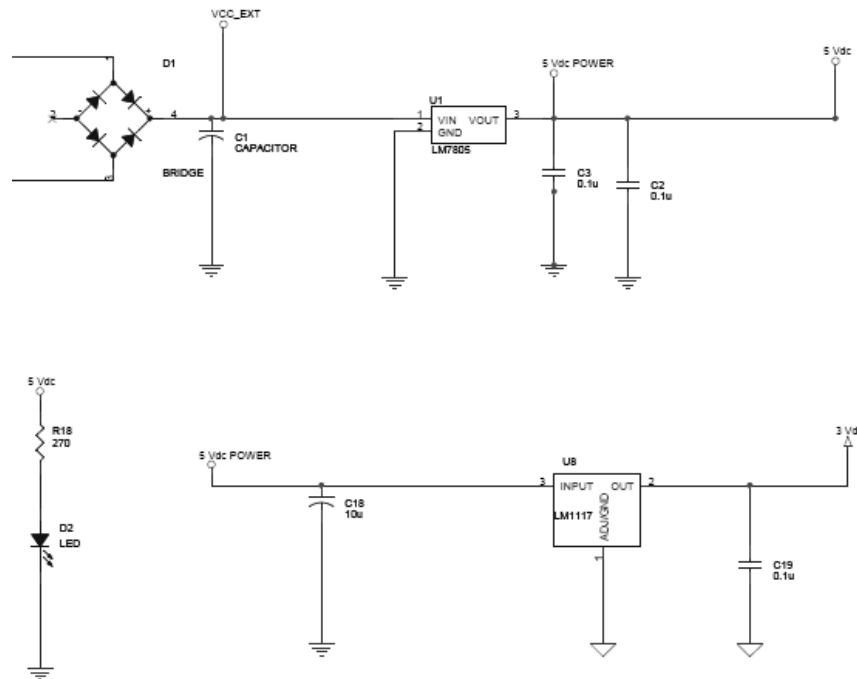 VCC_EXT
D1
5 Vdc POWER
5 Vdc
4
- +
U1
1 VIN VOUT 3
2 GND
LM7805
C1
CAPACITOR
BRIDGE
C3
0.1u
C2
0.1u
5 Vdc
R18
270
D2
LED
5 Vdc POWER
C18
10u
U8
3 INPUT OUT 2
LM1117
ADJ/GND
1
3 Vd
C19
0.1u